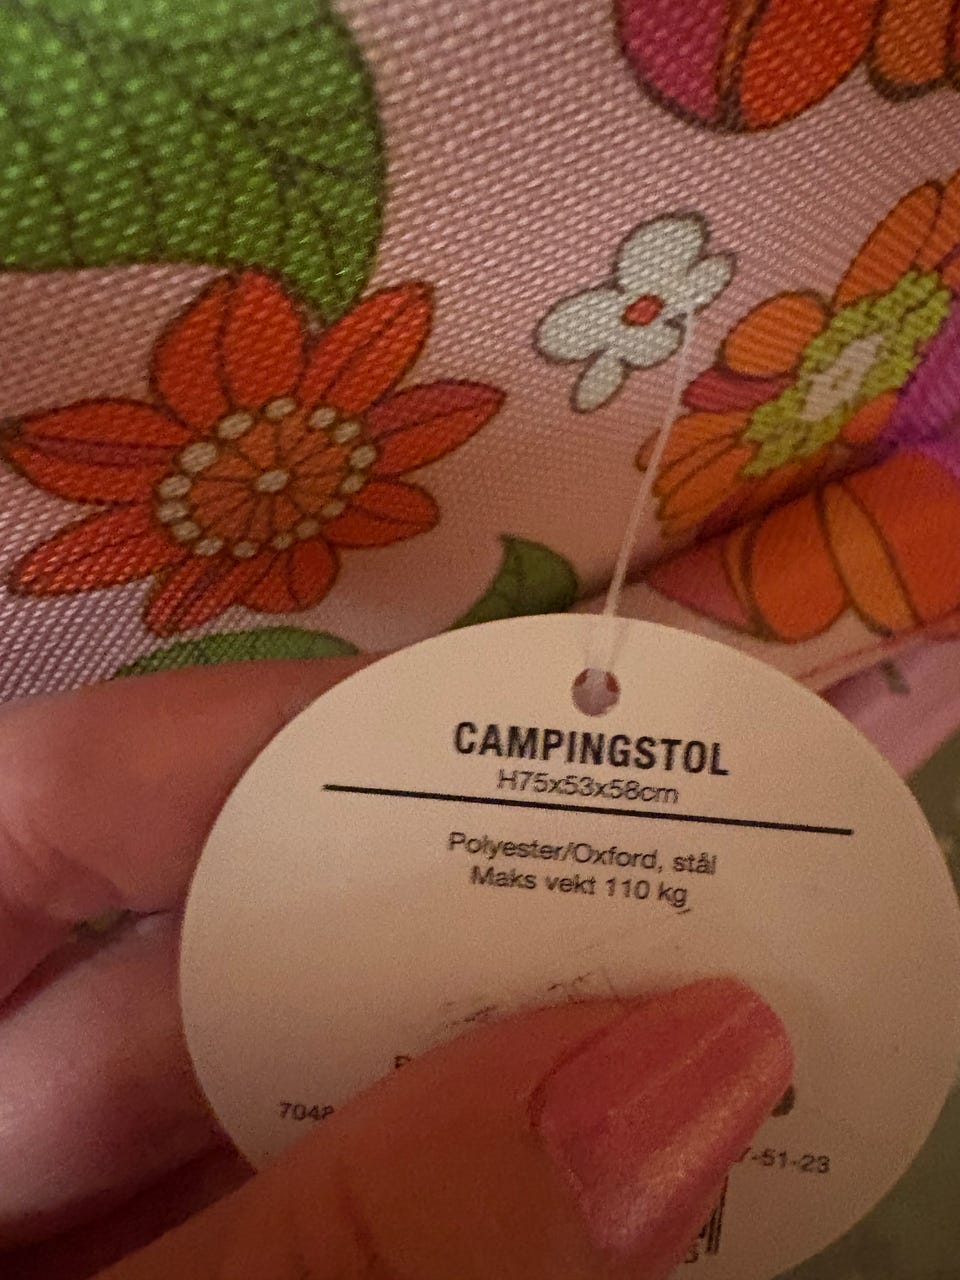 CAMPINGSTOL
H75x53x58cm
Polyester/Oxford, stål
Maks vekt 110 kg